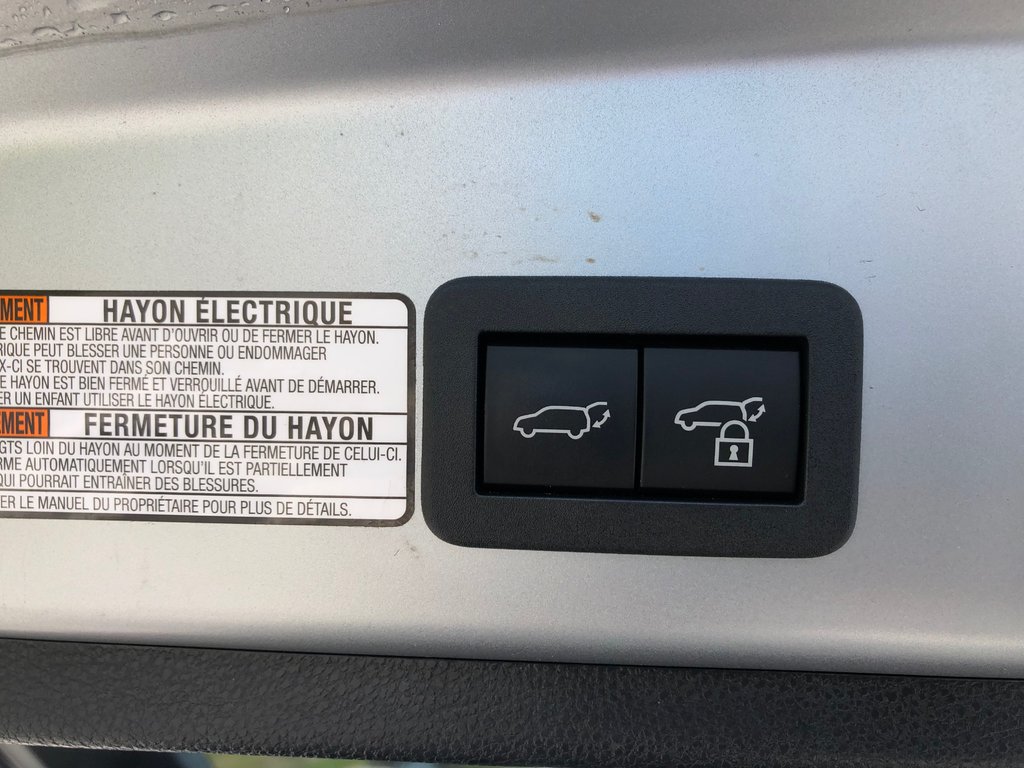 EMENT HAYON ÉLECTRIQUE
E CHEMIN EST LIBRE AVANT D'OUVRIR OU DE FERMER LE HAYON.
RIQUE PEUT BLESSER UNE PERSONNE OU ENDOMMAGER
X-CI SE TROUVENT DANS SON CHEMIN.
E HAYON EST BIEN FERMÉ ET VERROUILLÉ AVANT DE DÉMARRER.
ER UN ENFANT UTILISER LE HAYON ÉLECTRIQUE.
EMENT FERMETURE DU HAYON
GTS LOIN DU HAYON AU MOMENT DE LA FERMETURE DE CELUI-CI.
RME AUTOMATIQUEMENT LORSQU'IL EST PARTIELLEMENT
QUI POURRAIT ENTRAÎNER DES BLESSURES.
ER LE MANUEL DU PROPRIÉTAIRE POUR PLUS DE DÉTAILS.